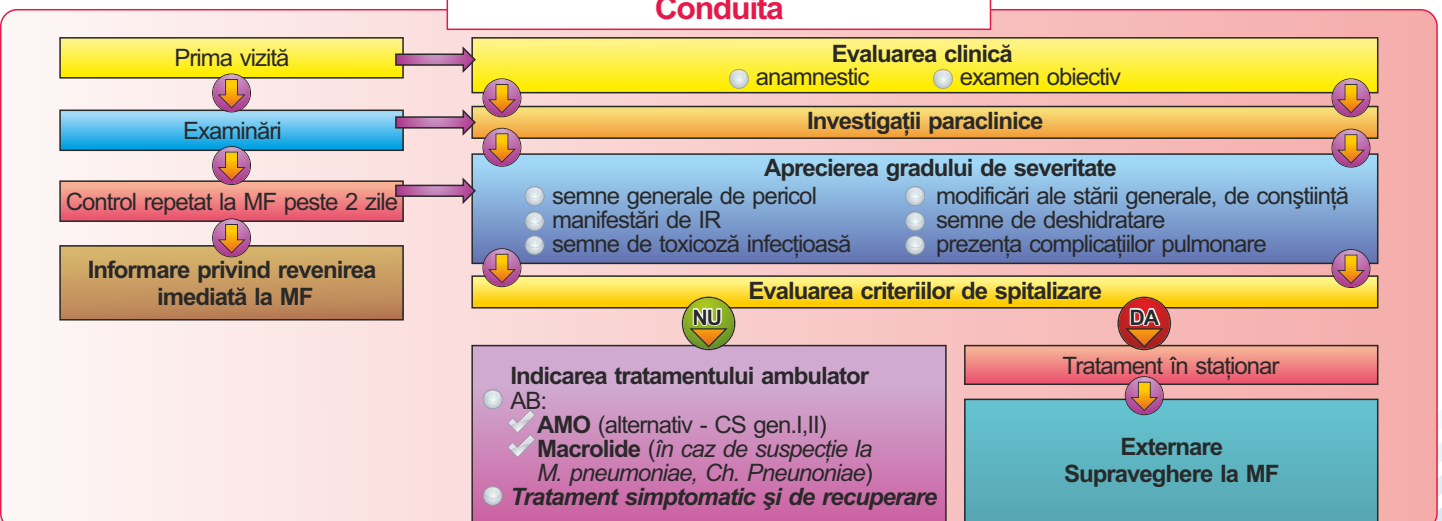 Conduita
Prima vizită
Examinări
Control repetat la MF peste 2 zile
Informare privind revenirea
imediată la MF
Evaluarea clinică
anamnestic examen obiectiv
Investigații paraclinice
Aprecierea gradului de severitate
semne generale de pericol
manifestări de IR
semne de toxicoză infecțioasă
modificări ale stării generale, de conştiință
semne de deshidratare
prezența complicațiilor pulmonare
Evaluarea criteriilor de spitalizare
NU
DA
Indicarea tratamentului ambulator
AB:
AMO (alternativ - CS gen.I,II)
Macrolide (în caz de suspecție la
M. pneumoniae, Ch. Pneunoniae)
Tratament simptomatic şi de recuperare
Tratament în staționar
Externare
Supraveghere la MF